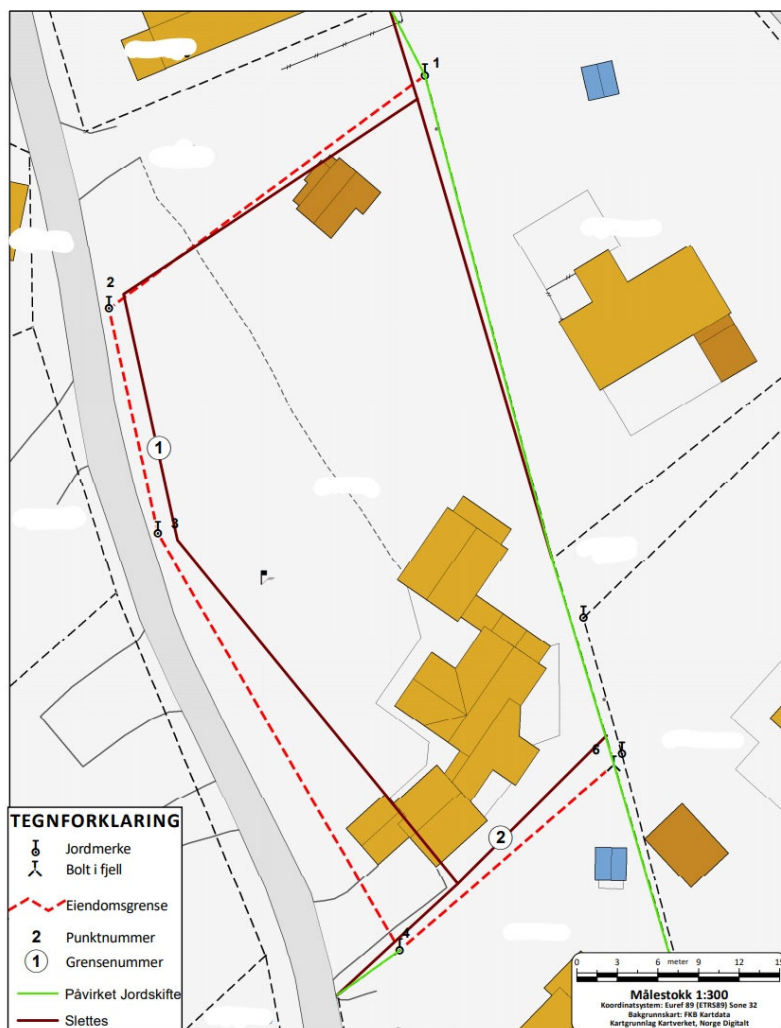 1
2
1
3
6
2
4
TEGNFORKLARING
Jordmerke
Bolt i fjell
Eiendomsgrense
2 Punktnummer
1 Grensenummer
Påvirket Jordskifte
Slettes
0 3 6 meter 12 15
Målestokk 1:300
Koordinatsystem: Euref 89 (ETRS89) Sone 32
Bakgrunnskart: FKB Kartdata
Kartgrunnlag Kartverket, Norge Digitalt